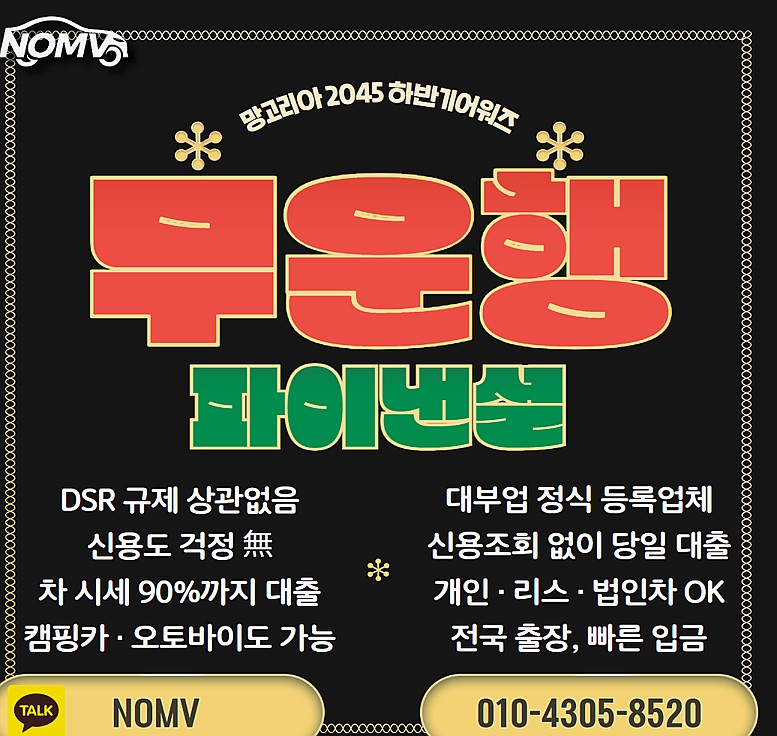 NOMV
망고리아 2045 하반기어워즈
무운행
파이낸셜
DSR 규제 상관없음
신용도 걱정 無
차 시세 90%까지 대출
캠핑카 · 오토바이도 가능
대부업 정식 등록업체
신용조회 없이 당일 대출
개인 · 리스 · 법인차 OK
전국 출장, 빠른 입금
TALK
NOMV
010-4305-8520